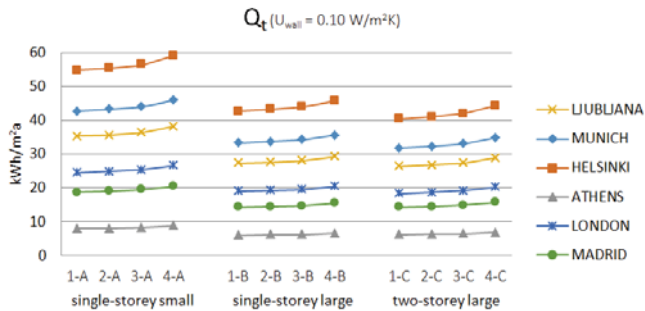 Qt (Uwall = 0.10 W/m²K)
60
50
40
30
20
10
0
kWh/m²a
1-A 2-A 3-A 4-A 1-B 2-B 3-B 4-B 1-C 2-C 3-C 4-C
single-storey small single-storey large two-storey large
LJUBLJANA
MUNICH
HELSINKI
ATHENS
LONDON
MADRID